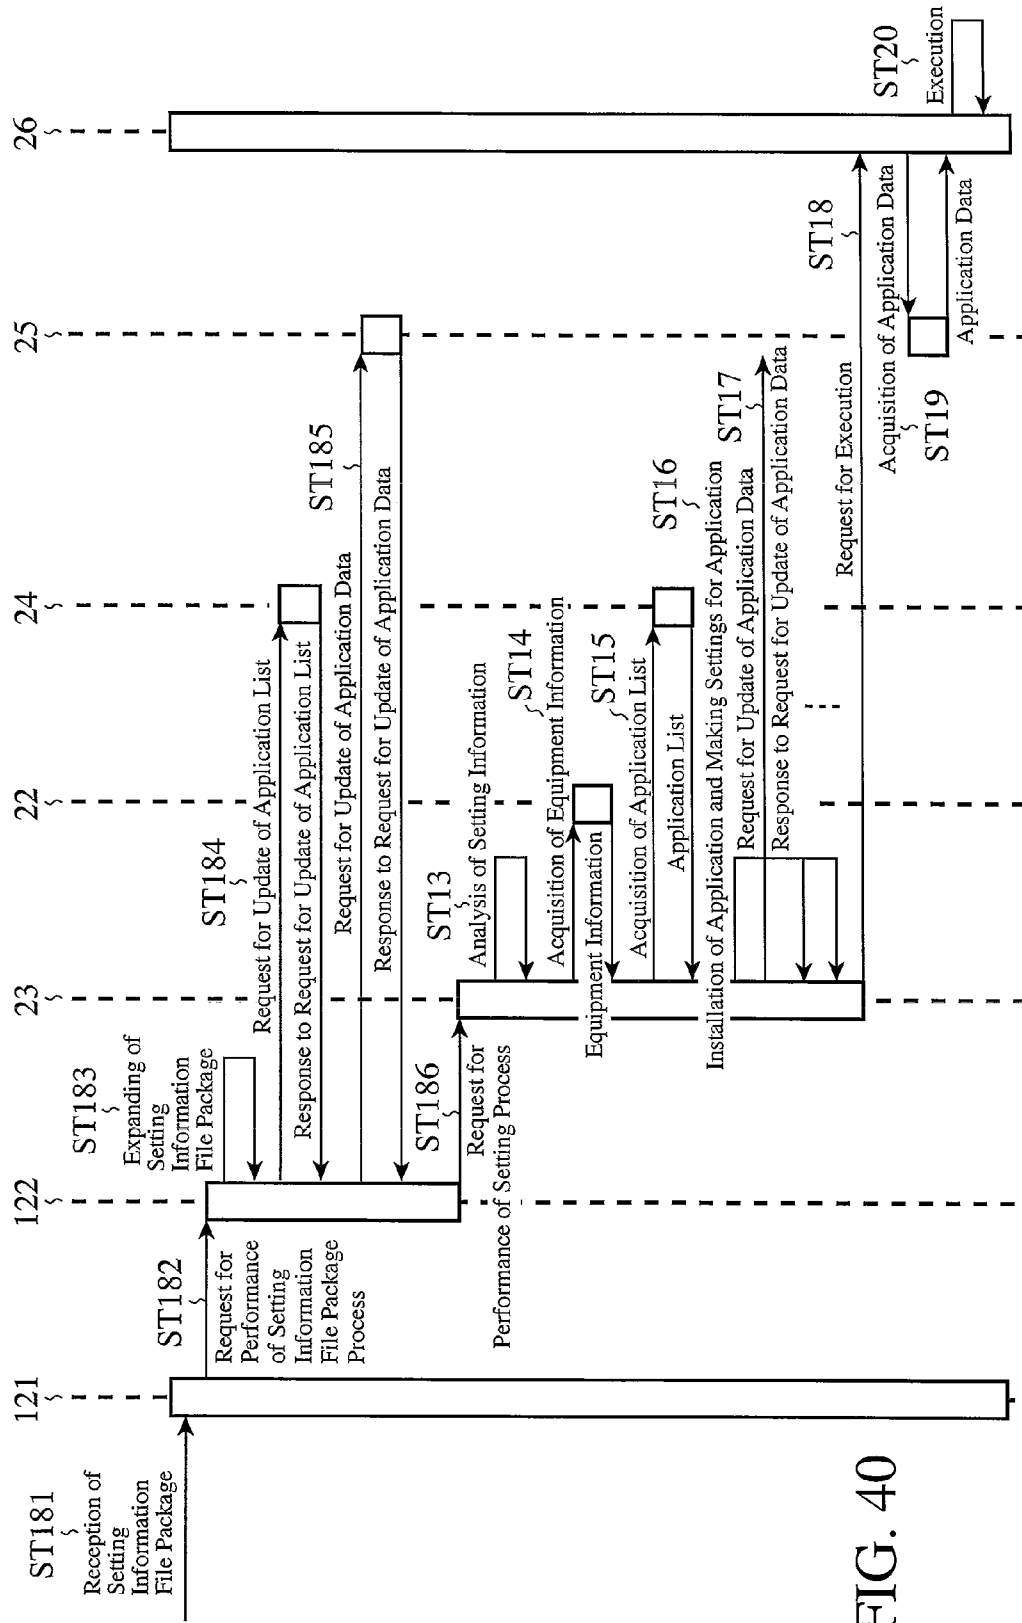 121
122
23
22
24
25
26
ST181
Reception of
Setting
Information
File Package
ST182
Request for
Performance
of Setting
Information
File Package
Process
ST183
Expanding of
Setting
Information
File Package
ST184
Request for Update of Application List
Response to Request for Update of Application List
ST185
Request for Update of Application Data
Response to Request for Update of Application Data
ST186
Request for
Performance of Setting Process
ST13
Analysis of Setting Information
ST14
Acquisition of Equipment Information
Equipment Information
ST15
Acquisition of Application List
ST16
Application List
Installation of Application and Making Settings for Application
ST17
Request for Update of Application Data
Response to Request for Update of Application Data
ST18
Request for Execution
ST19
Acquisition of Application Data
Application Data
ST20
Execution
FIG. 40